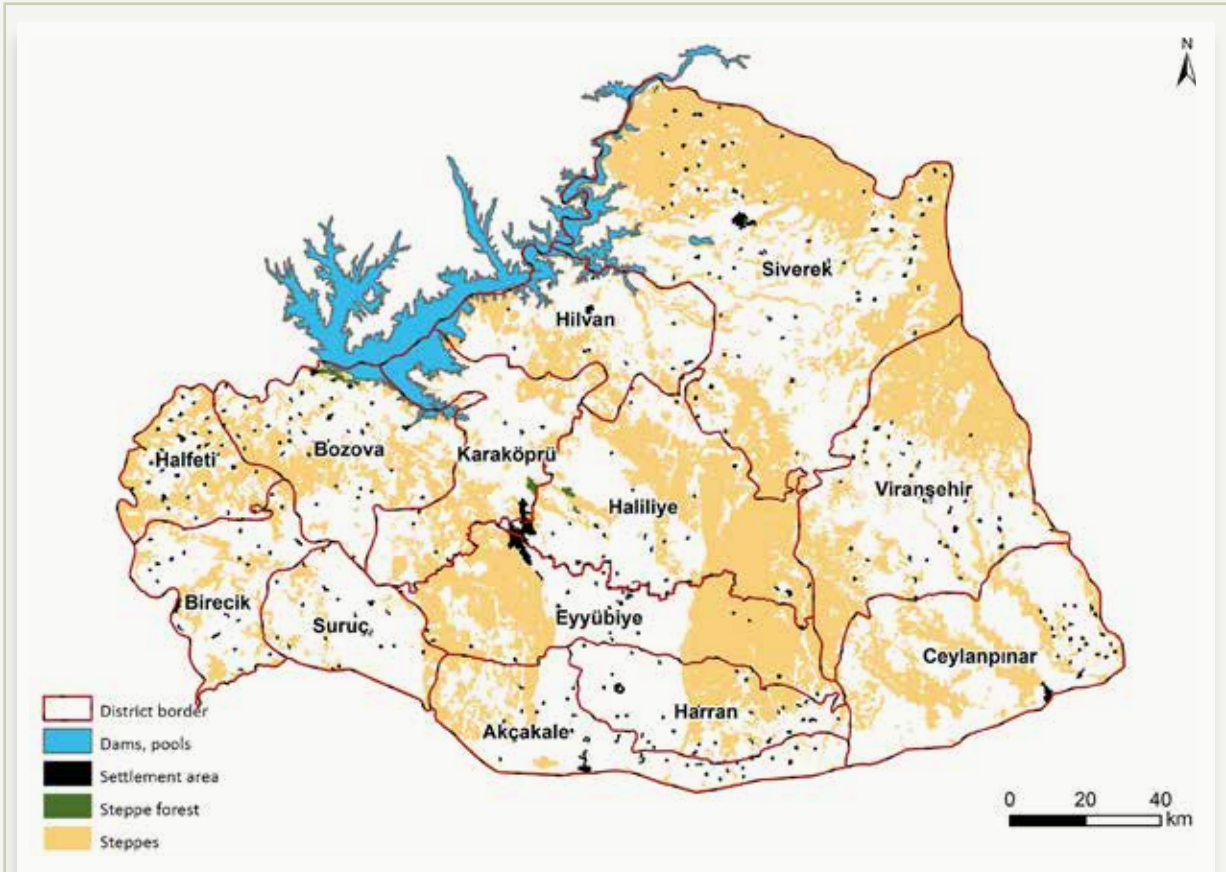 N
Siverek
Hilvan
Halfeti
Bozova
Karaköprü
Haliliye
Viranşehir
Birecik
Suruç
Eyyübiye
Ceylanpınar
Akçakale
Harran
District border
Dams, pools
Settlement area
Steppe forest
Steppes
0 20 40
km